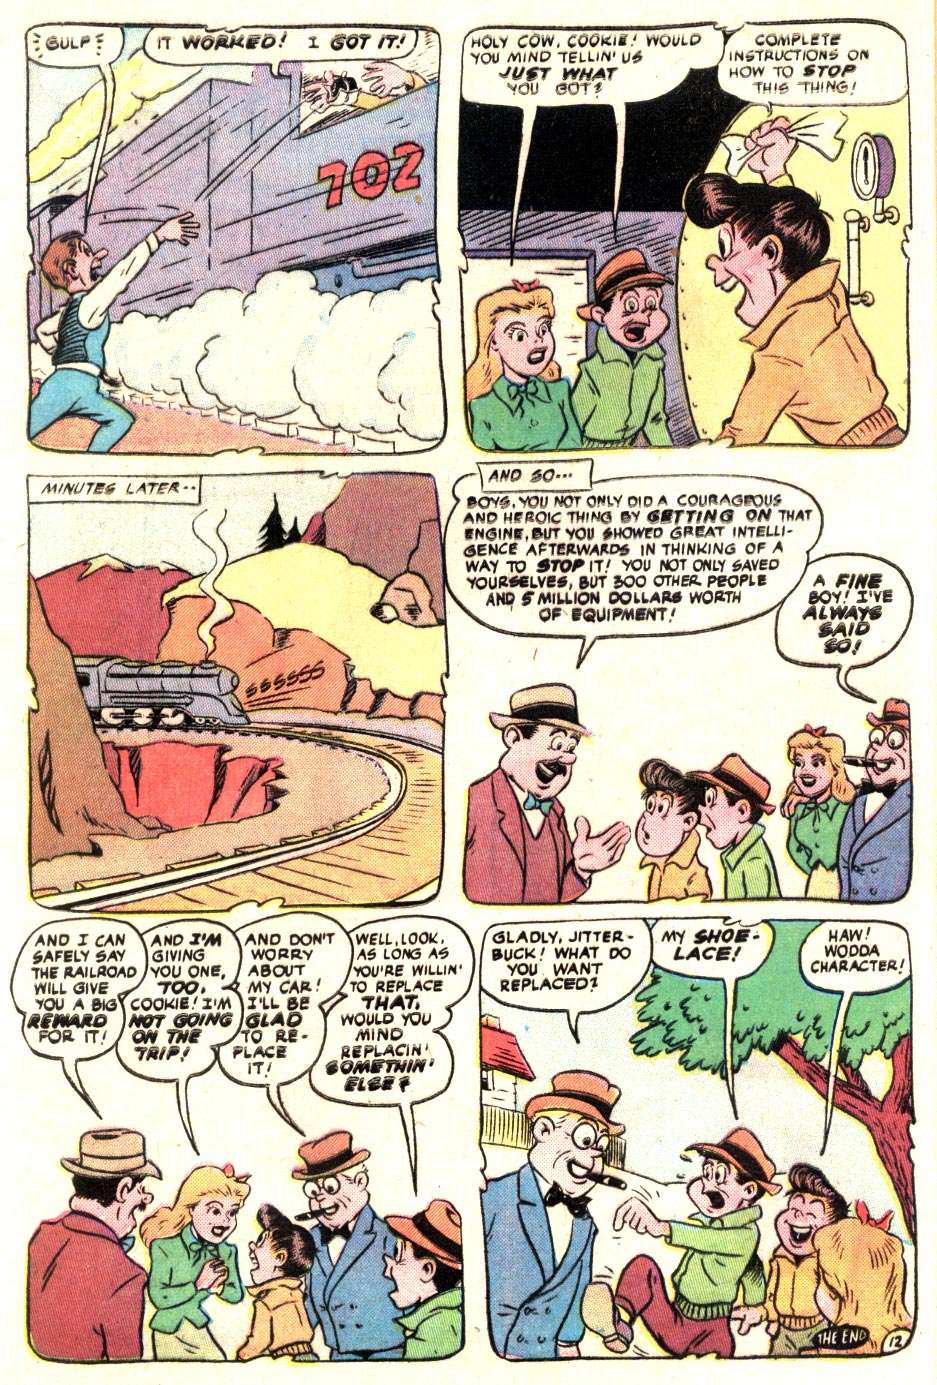 GULP
IT WORKED! I GOT IT!
702
HOLY COW, COOKIE! WOULD
YOU MIND TELLIN' US
JUST WHAT
YOU GOT?
COMPLETE
INSTRUCTIONS ON
HOW TO STOP
THIS THING!
MINUTES LATER--
SSSSSSS
AND SO...
BOYS, YOU NOT ONLY DID A COURAGEOUS
AND HEROIC THING BY GETTING ON THAT
ENGINE, BUT YOU SHOWED GREAT INTELLI-
GENCE AFTERWARDS IN THINKING OF A
WAY TO STOP IT! YOU NOT ONLY SAVED
YOURSELVES, BUT 300 OTHER PEOPLE
AND 5 MILLION DOLLARS WORTH
OF EQUIPMENT!
A FINE
BOY! I'VE
ALWAYS
SAID
SO!
AND I CAN
SAFELY SAY
THE RAILROAD
WILL GIVE
YOU A BIG
REWARD
FOR IT!
AND I'M
GIVING
YOU ONE,
TOO,
COOKIE! I'M
NOT GOING
ON THE
TRIP!
AND DON'T
WORRY
ABOUT
MY CAR!
I'LL BE
GLAD
TO RE-
PLACE
IT!
WELL, LOOK,
AS LONG AS
YOU'RE WILLIN'
TO REPLACE
THAT,
WOULD YOU
MIND
REPLACIN'
SOMETHIN'
ELSE?
GLADLY, JITTER-
BUCK! WHAT DO
YOU WANT
REPLACED?
MY SHOE-
LACE!
HAW!
WODDA
CHARACTER!
THE END
12